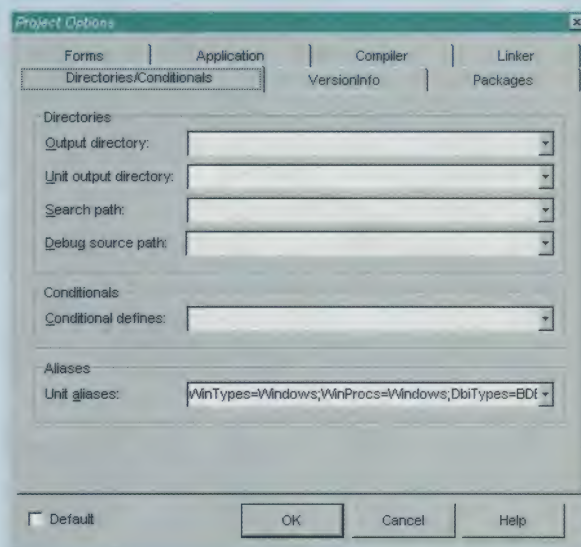 Project Options
Forms Application Compiler Linker
Directories/Conditionals VersionInfo Packages
Directories
Output directory:
Unit output directory:
Search path:
Debug source path:
Conditionals
Conditional defines:
Aliases
Unit aliases: WinTypes=Windows;WinProcs=Windows;DbiTypes=BDE
Default OK Cancel Help